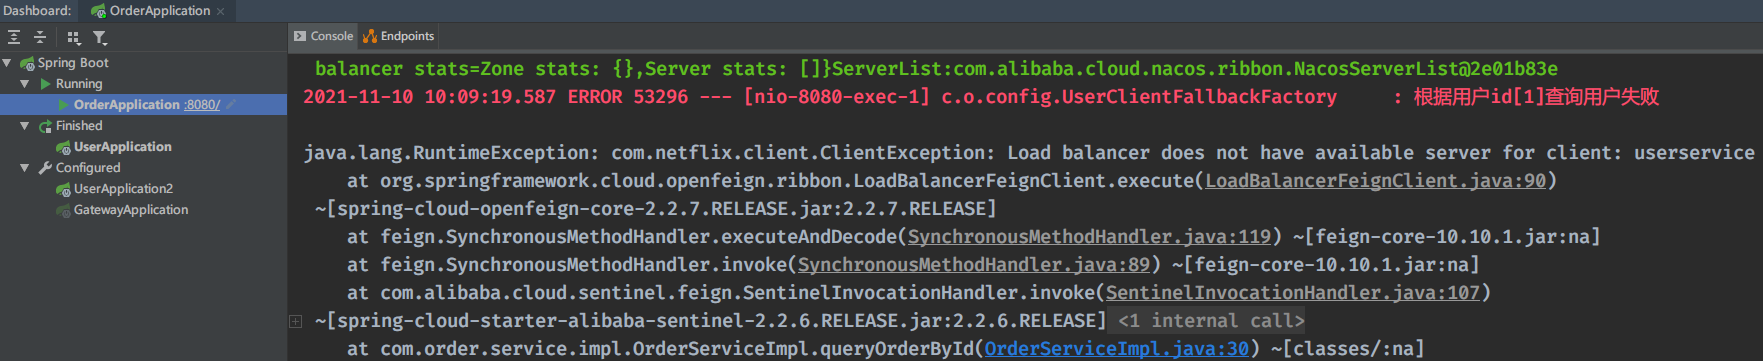 Dashboard: OrderApplication
Console Endpoints
Spring Boot
Running
OrderApplication :8080/
Finished
UserApplication
Configured
UserApplication2
GatewayApplication
balancer stats=Zone stats: {},Server stats: []}ServerList:com.alibaba.cloud.nacos.ribbon.NacosServerList@2e01b83e
2021-11-10 10:09:19.587 ERROR 53296 --- [nio-8080-exec-1] c.o.config.UserClientFallbackFactory : 根据用户id[1]查询用户失败
java.lang.RuntimeException: com.netflix.client.ClientException: Load balancer does not have available server for client: userservice
at org.springframework.cloud.openfeign.ribbon.LoadBalancerFeignClient.execute(LoadBalancerFeignClient.java:90)
~[spring-cloud-openfeign-core-2.2.7.RELEASE.jar:2.2.7.RELEASE]
at feign.SynchronousMethodHandler.executeAndDecode(SynchronousMethodHandler.java:119) ~[feign-core-10.10.1.jar:na]
at feign.SynchronousMethodHandler.invoke(SynchronousMethodHandler.java:89) ~[feign-core-10.10.1.jar:na]
at com.alibaba.cloud.sentinel.feign.SentinelInvocationHandler.invoke(SentinelInvocationHandler.java:107)
~[spring-cloud-starter-alibaba-sentinel-2.2.6.RELEASE.jar:2.2.6.RELEASE] <1 internal call>
at com.order.service.impl.OrderServiceImpl.queryOrderById(OrderServiceImpl.java:30) ~[classes/:na]